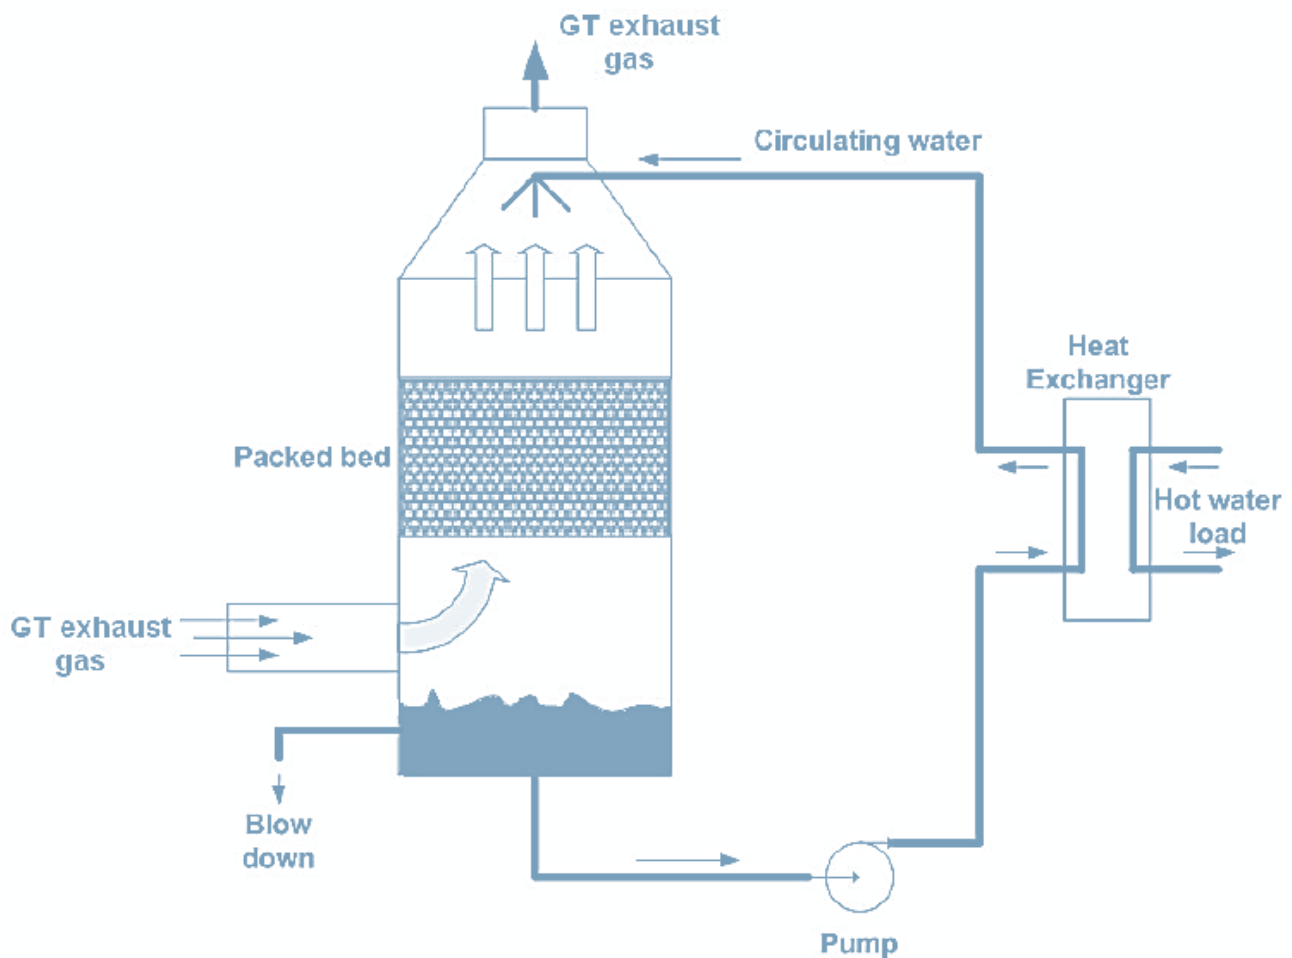 GT exhaust
gas
Circulating water
Heat
Exchanger
Packed bed
Hot water
load
GT exhaust
gas
Blow
down
Pump